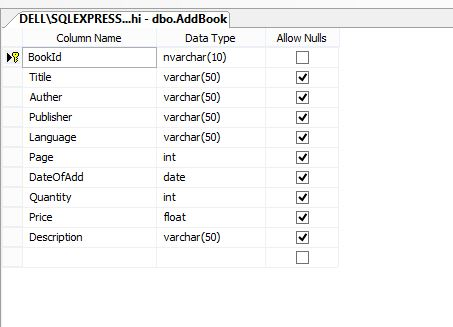 DELL\SQLEXPRESS...hi - dbo.AddBook
Column Name Data Type Allow Nulls
BookId nvarchar(10)
Titile varchar(50)
Auther varchar(50)
Publisher varchar(50)
Language varchar(50)
Page int
DateOfAdd date
Quantity int
Price float
Description varchar(50)